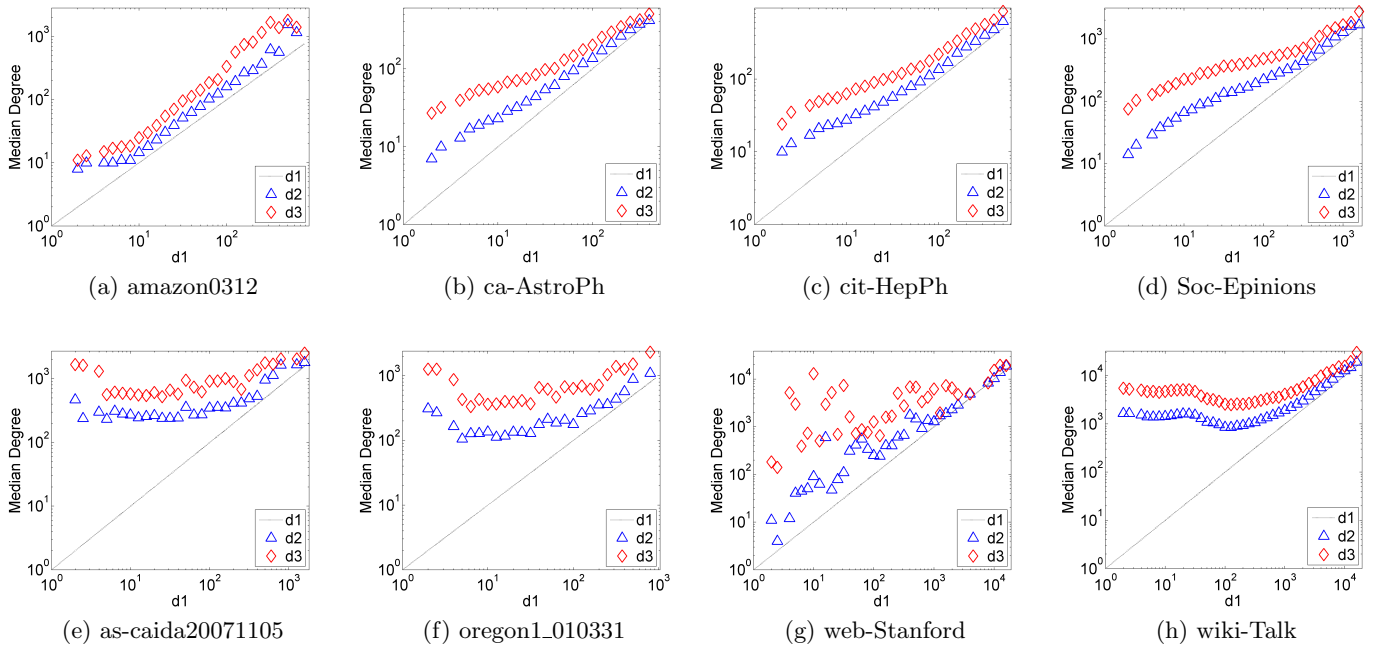 Median Degree
10^3
10^2
10^1
10^0
d1
d2
d3
10^0 10^1 10^2
d1
(a) amazon0312
Median Degree
10^2
10^1
10^0
d1
d2
d3
10^0 10^1 10^2
d1
(b) ca-AstroPh
Median Degree
10^2
10^1
10^0
d1
d2
d3
10^0 10^1 10^2
d1
(c) cit-HepPh
Median Degree
10^3
10^2
10^1
10^0
d1
d2
d3
10^0 10^1 10^2 10^3
d1
(d) Soc-Epinions
Median Degree
10^3
10^2
10^1
10^0
d1
d2
d3
10^0 10^1 10^2 10^3
d1
(e) as-caida20071105
Median Degree
10^3
10^2
10^1
10^0
d1
d2
d3
10^0 10^1 10^2 10^3
d1
(f) oregon1_010331
Median Degree
10^4
10^3
10^2
10^1
10^0
d1
d2
d3
10^0 10^1 10^2 10^3 10^4
d1
(g) web-Stanford
Median Degree
10^4
10^3
10^2
10^1
10^0
d1
d2
d3
10^0 10^1 10^2 10^3 10^4
d1
(h) wiki-Talk